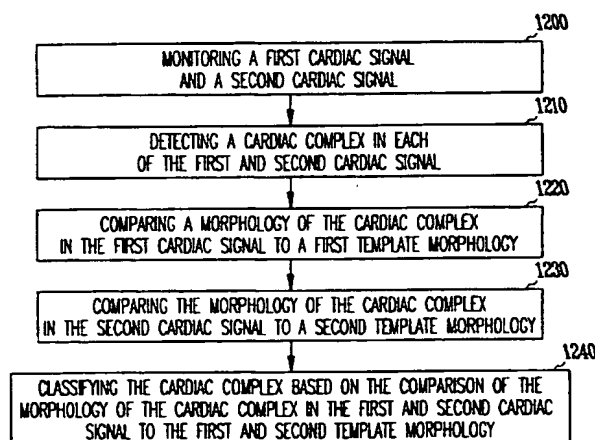 1200
MONITORING A FIRST CARDIAC SIGNAL
AND A SECOND CARDIAC SIGNAL
1210
DETECTING A CARDIAC COMPLEX IN EACH
OF THE FIRST AND SECOND CARDIAC SIGNAL
1220
COMPARING A MORPHOLOGY OF THE CARDIAC COMPLEX
IN THE FIRST CARDIAC SIGNAL TO A FIRST TEMPLATE MORPHOLOGY
1230
COMPARING THE MORPHOLOGY OF THE CARDIAC COMPLEX
IN THE SECOND CARDIAC SIGNAL TO A SECOND TEMPLATE MORPHOLOGY
1240
CLASSIFYING THE CARDIAC COMPLEX BASED ON THE COMPARISON OF THE
MORPHOLOGY OF THE CARDIAC COMPLEX IN THE FIRST AND SECOND CARDIAC
SIGNAL TO THE FIRST AND SECOND TEMPLATE MORPHOLOGY